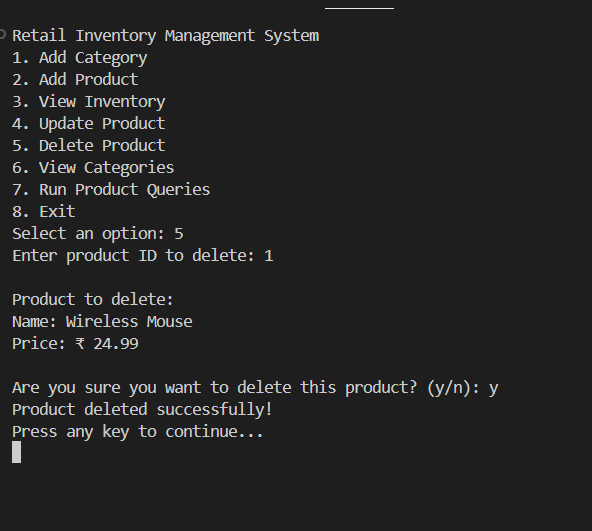 Retail Inventory Management System
1. Add Category
2. Add Product
3. View Inventory
4. Update Product
5. Delete Product
6. View Categories
7. Run Product Queries
8. Exit
Select an option: 5
Enter product ID to delete: 1
Product to delete:
Name: Wireless Mouse
Price: ₹ 24.99
Are you sure you want to delete this product? (y/n): y
Product deleted successfully!
Press any key to continue...